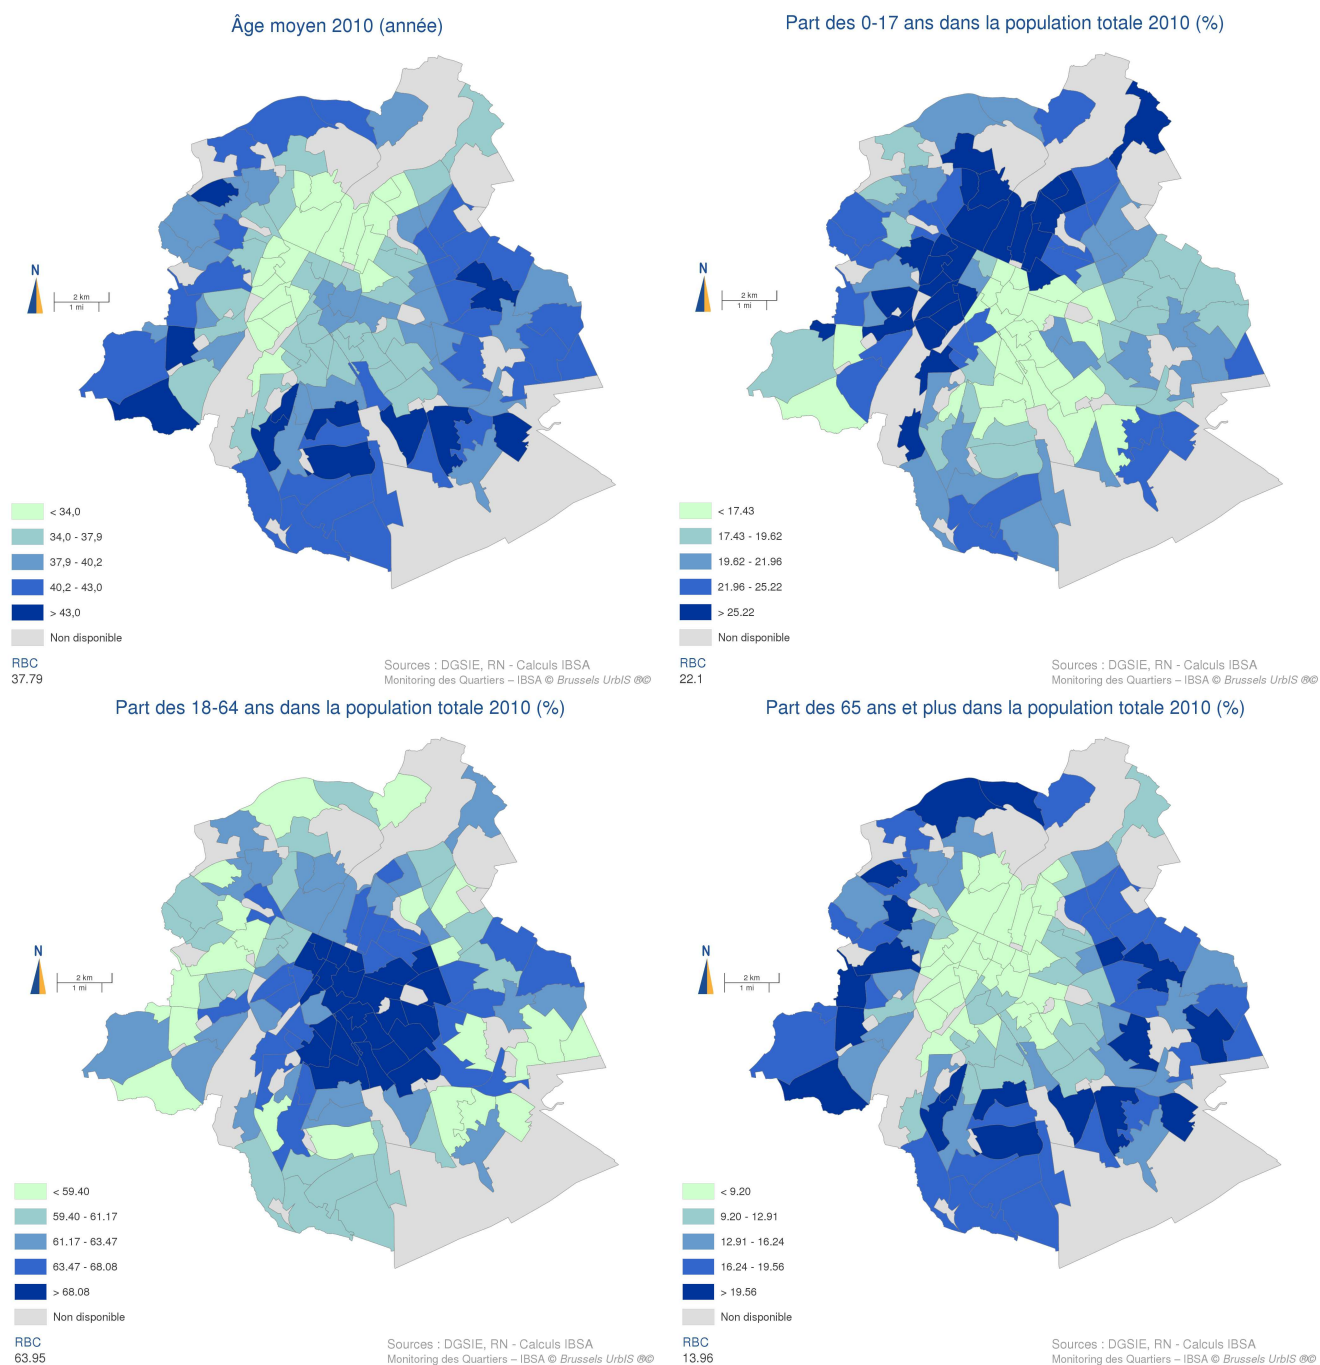 Âge moyen 2010 (année)
N
2 km
1 mi
< 34,0
34,0 - 37,9
37,9 - 40,2
40,2 - 43,0
> 43,0
Non disponible
RBC
37.79
Sources : DGSIE, RN - Calculs IBSA
Monitoring des Quartiers – IBSA © Brussels UrbIS ®©
Part des 0-17 ans dans la population totale 2010 (%)
N
2 km
1 mi
< 17.43
17.43 - 19.62
19.62 - 21.96
21.96 - 25.22
> 25.22
Non disponible
RBC
22.1
Sources : DGSIE, RN - Calculs IBSA
Monitoring des Quartiers – IBSA © Brussels UrbIS ®©
Part des 18-64 ans dans la population totale 2010 (%)
N
2 km
1 mi
< 59.40
59.40 - 61.17
61.17 - 63.47
63.47 - 68.08
> 68.08
Non disponible
RBC
63.95
Sources : DGSIE, RN - Calculs IBSA
Monitoring des Quartiers – IBSA © Brussels UrbIS ®©
Part des 65 ans et plus dans la population totale 2010 (%)
N
2 km
1 mi
< 9.20
9.20 - 12.91
12.91 - 16.24
16.24 - 19.56
> 19.56
Non disponible
RBC
13.96
Sources : DGSIE, RN - Calculs IBSA
Monitoring des Quartiers – IBSA © Brussels UrbIS ®©